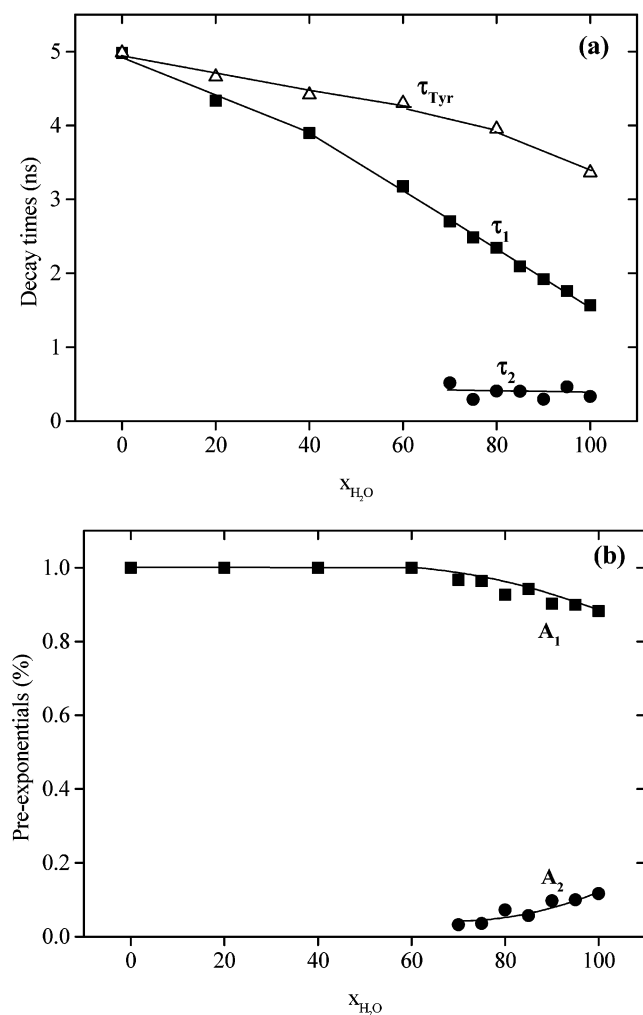 (a)
5
4
3
2
1
0
Decay times (ns)
τTyr
τ1
τ2
0 20 40 60 80 100
xH2O
(b)
1.0
0.8
0.6
0.4
0.2
0.0
Pre-exponentials (%)
A1
A2
0 20 40 60 80 100
xH2O